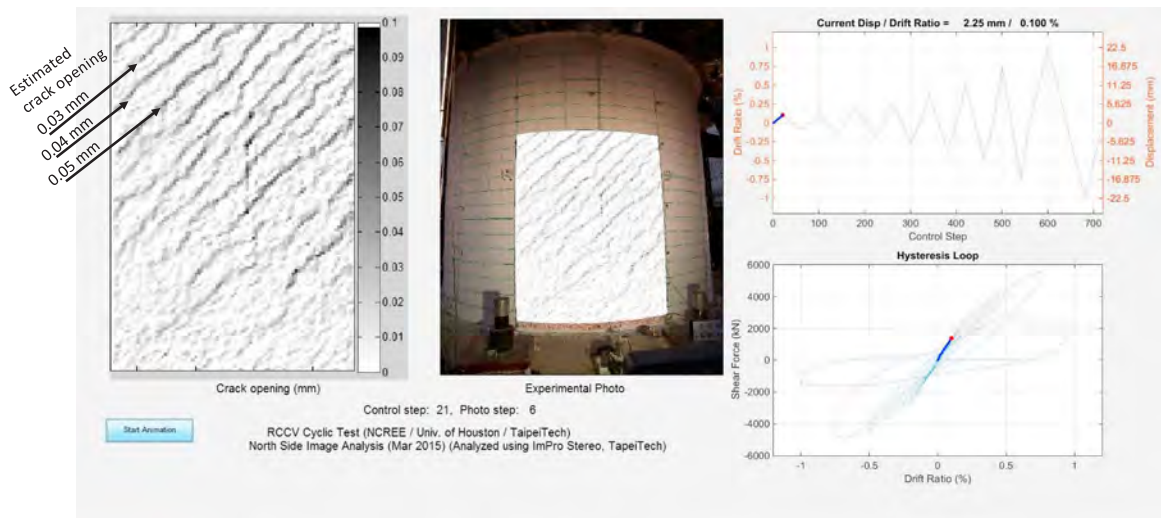 Estimated
crack opening
0.03 mm
0.04 mm
0.05 mm
0.1
0.09
0.08
0.07
0.06
0.05
0.04
0.03
0.02
0.01
0
Crack opening (mm)
Experimental Photo
Control step: 21, Photo step: 6
Start Animation
RCCV Cyclic Test (NCREE / Univ. of Houston / TaipeiTech)
North Side Image Analysis (Mar 2015) (Analyzed using ImPro Stereo, TapeiTech)
Current Disp / Drift Ratio = 2.25 mm / 0.100 %
Drift Ratio (%)
1
0.75
0.5
0.25
0
-0.25
-0.5
-0.75
-1
22.5
16.875
11.25
5.625
0
-5.625
-11.25
-16.875
-22.5
Displacement (mm)
0 100 200 300 400 500 600 700
Control Step
Hysteresis Loop
Shear Force (kN)
6000
4000
2000
0
-2000
-4000
-6000
-1 -0.5 0 0.5 1
Drift Ratio (%)